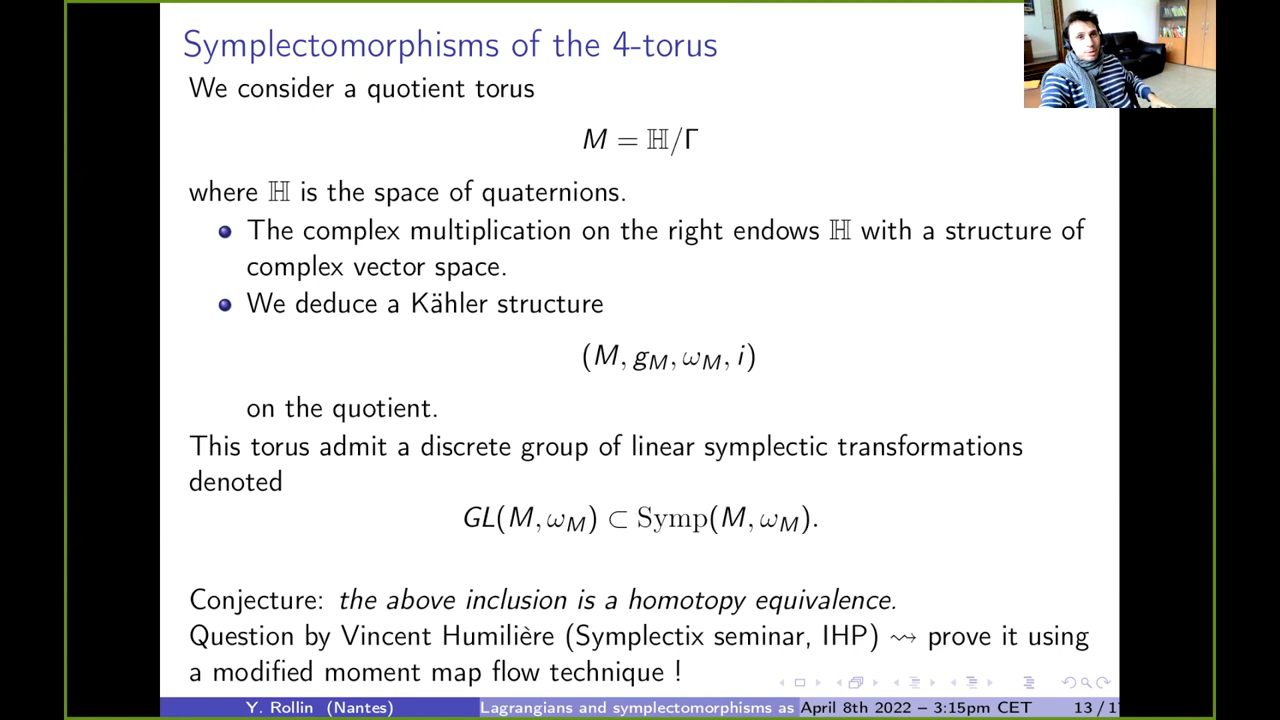 Symplectomorphisms of the 4-torus
We consider a quotient torus
M = ℍ/Γ
where ℍ is the space of quaternions.
The complex multiplication on the right endows ℍ with a structure of
complex vector space.
We deduce a Kähler structure
(M, g_M, ω_M, i)
on the quotient.
This torus admit a discrete group of linear symplectic transformations
denoted
GL(M, ω_M) ⊂ Symp(M, ω_M).
Conjecture: the above inclusion is a homotopy equivalence.
Question by Vincent Humilière (Symplectix seminar, IHP) ⇝ prove it using
a modified moment map flow technique !
Y. Rollin (Nantes) Lagrangians and symplectomorphisms as April 8th 2022 – 3:15pm CET 13 / 1